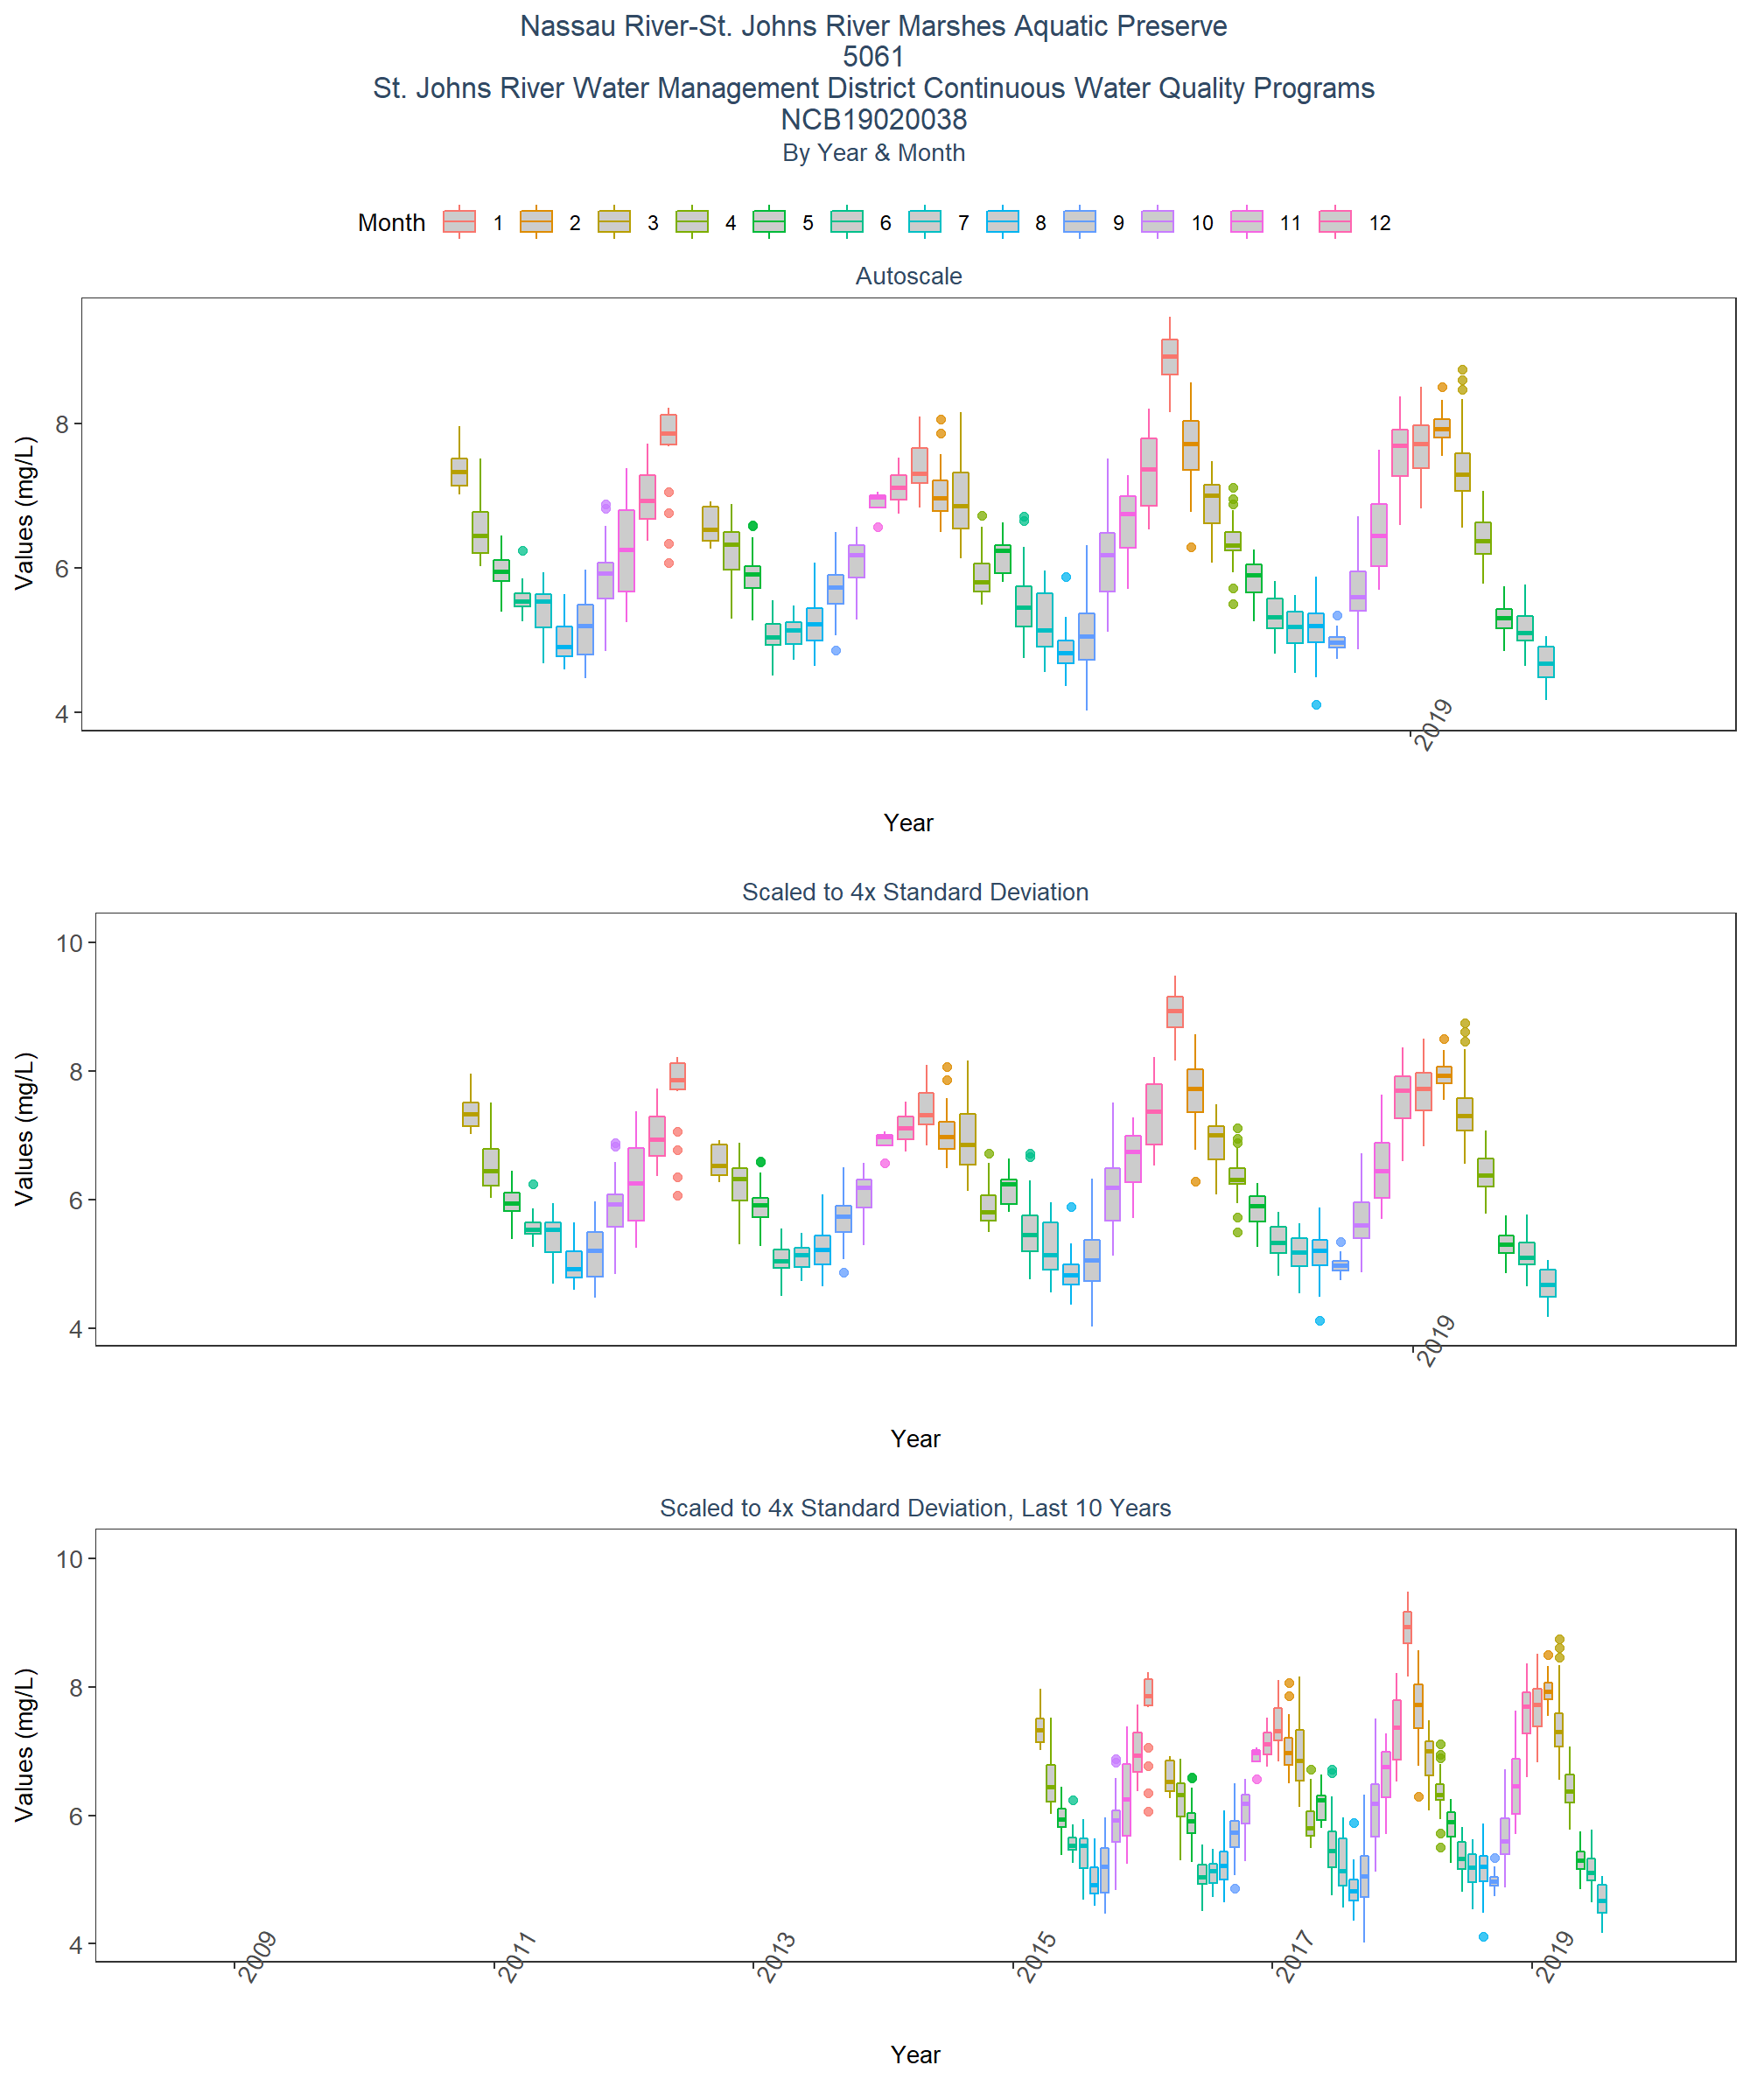 Nassau River-St. Johns River Marshes Aquatic Preserve
5061
St. Johns River Water Management District Continuous Water Quality Programs
NCB19020038
By Year & Month
Month 1 2 3 4 5 6 7 8 9 10 11 12
Autoscale
Values (mg/L)
8
6
4
2019
Year
Scaled to 4x Standard Deviation
Values (mg/L)
10
8
6
4
2019
Year
Scaled to 4x Standard Deviation, Last 10 Years
Values (mg/L)
10
8
6
4
2009 2011 2013 2015 2017 2019
Year